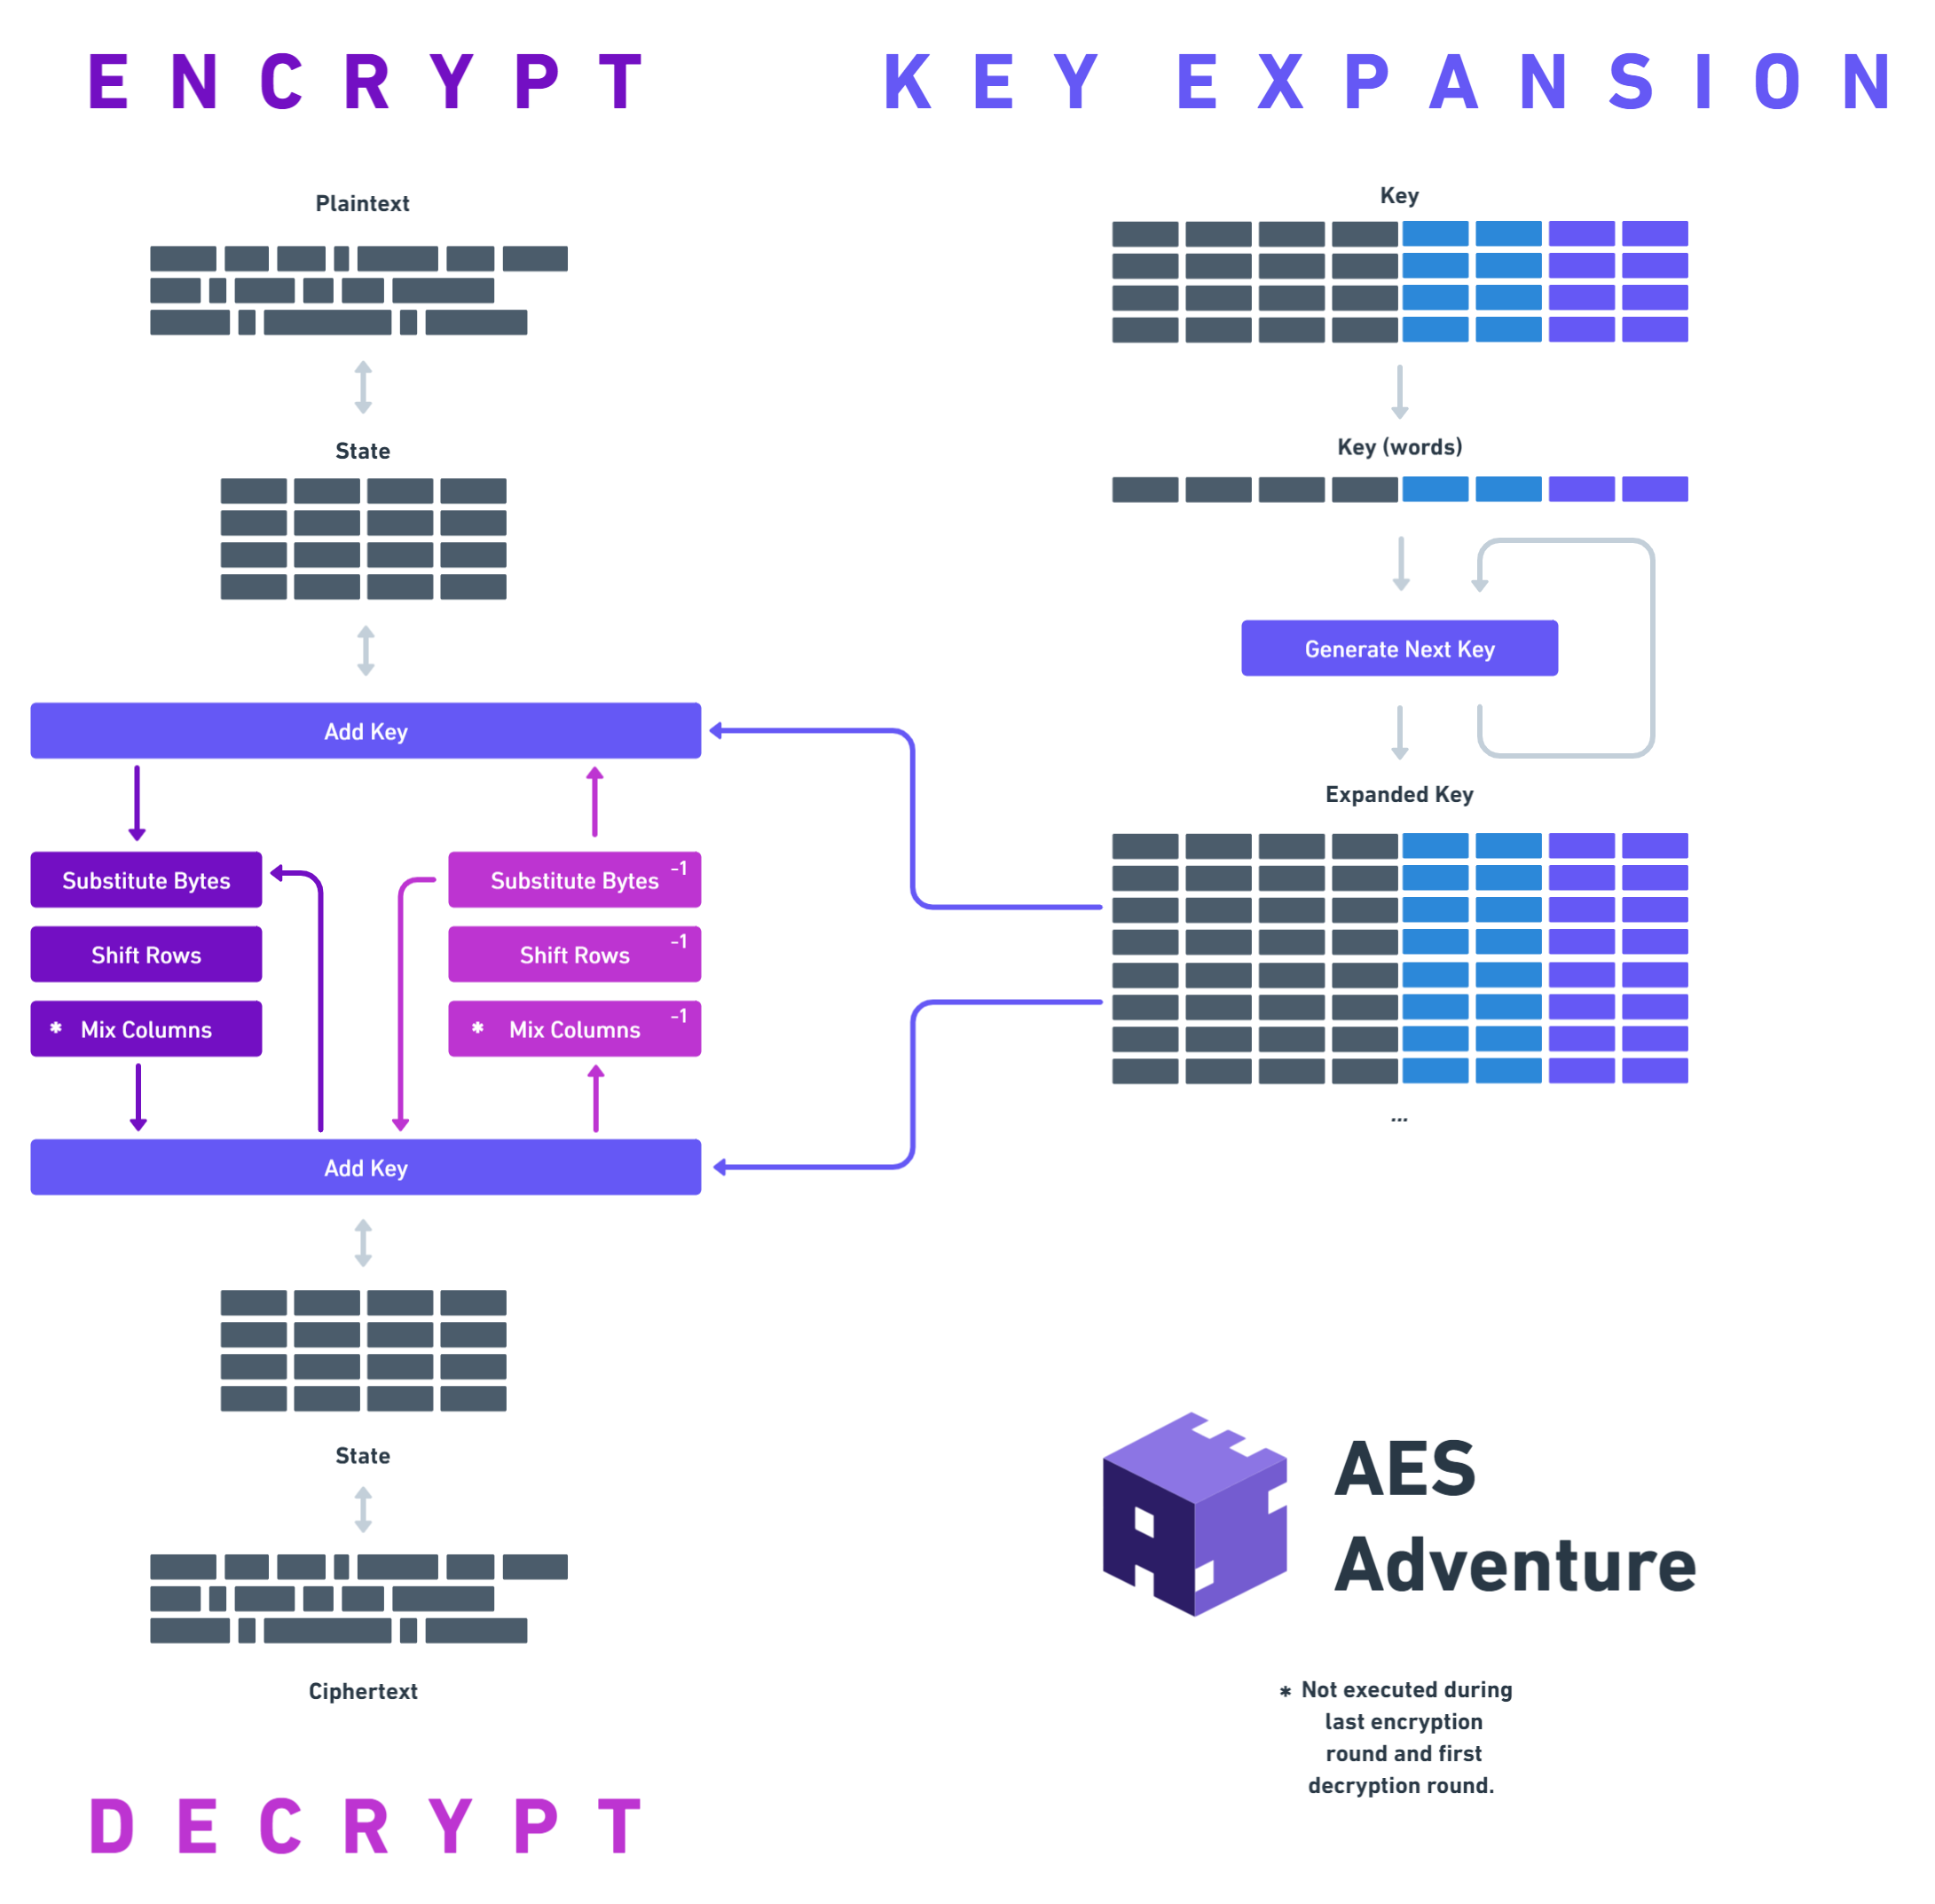 ENCRYPT
Plaintext
State
Add Key
Substitute Bytes
Shift Rows
* Mix Columns
Substitute Bytes -1
Shift Rows -1
* Mix Columns -1
Add Key
State
Ciphertext
DECRYPT
KEY EXPANSION
Key
Key (words)
Generate Next Key
Expanded Key
...
AES
Adventure
* Not executed during
last encryption
round and first
decryption round.